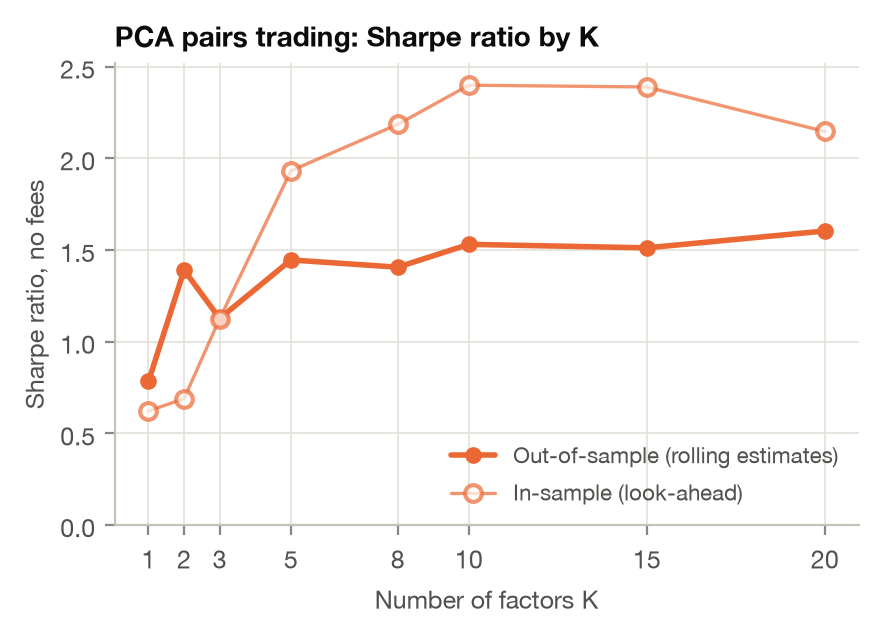 PCA pairs trading: Sharpe ratio by K
Sharpe ratio, no fees
2.5
2.0
1.5
1.0
0.5
0.0
Out-of-sample (rolling estimates)
In-sample (look-ahead)
1 2 3 5 8 10 15 20
Number of factors K